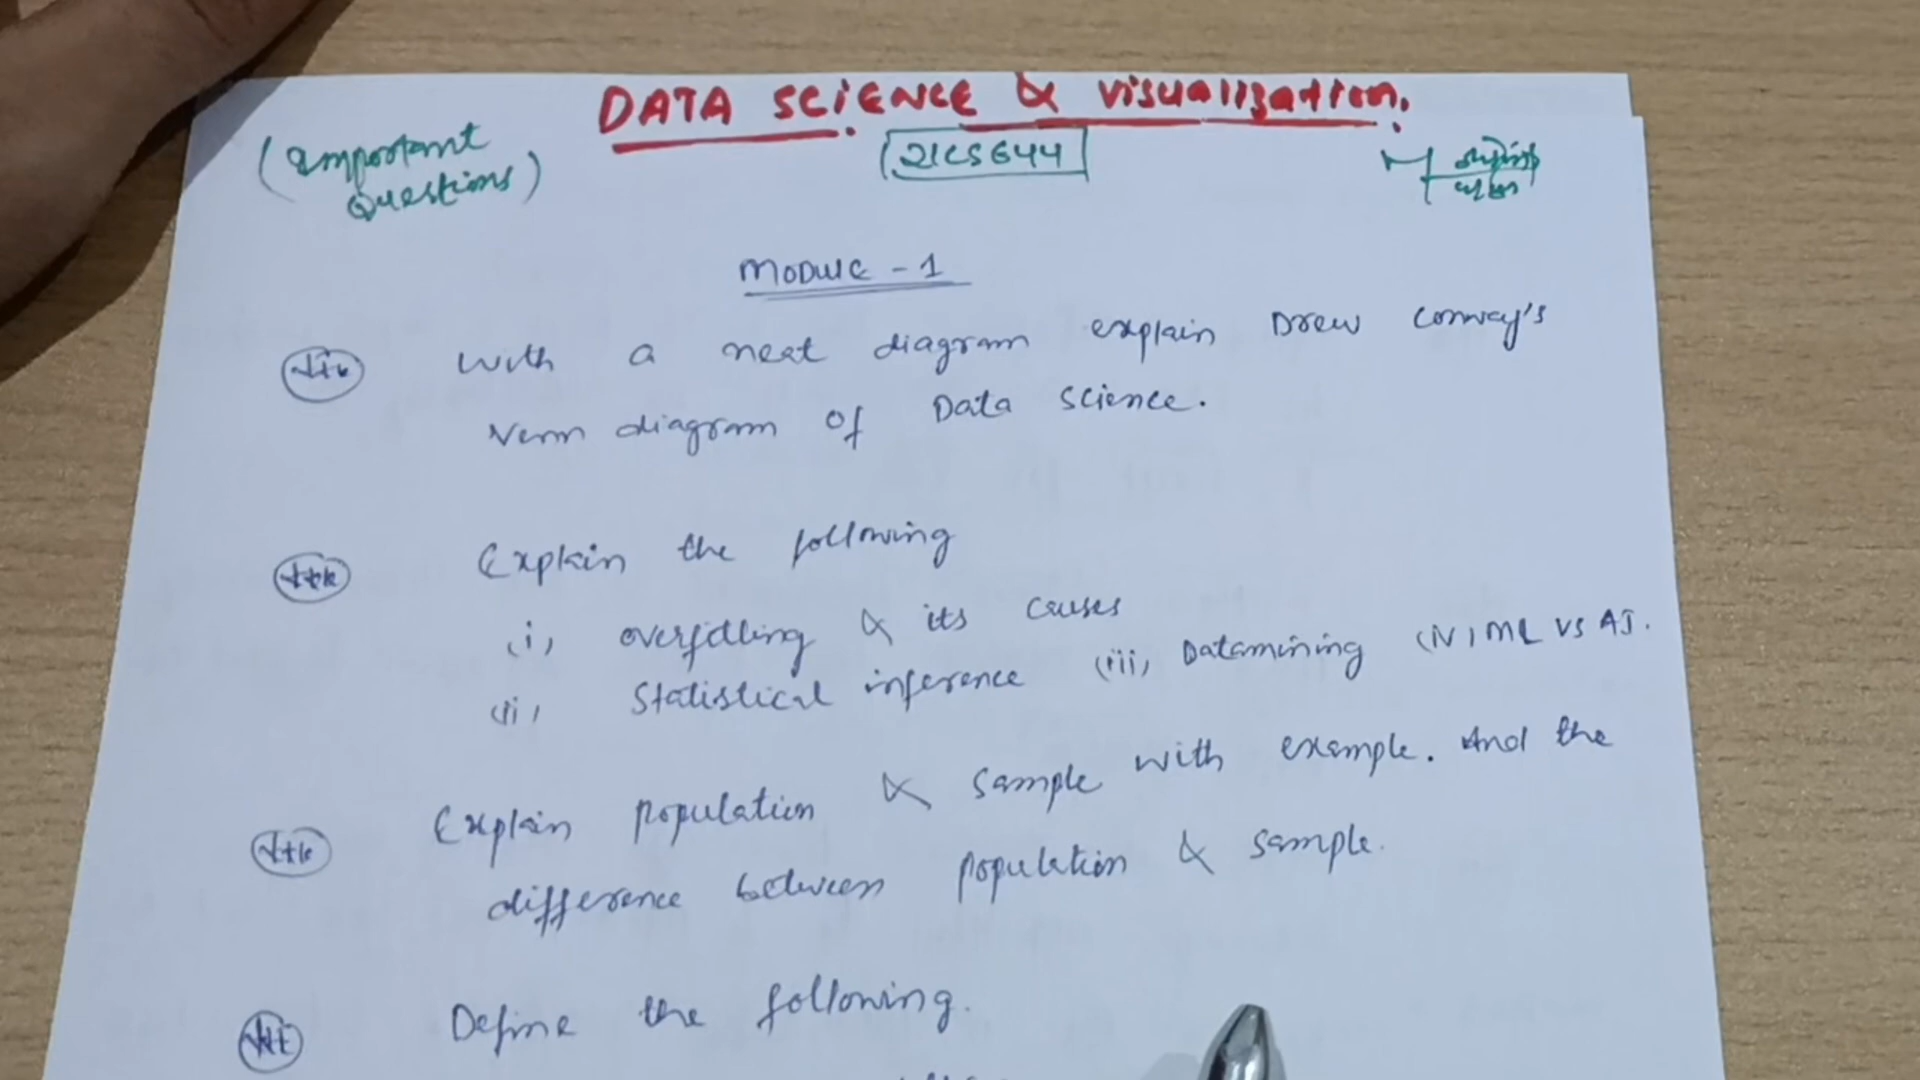 DATA SCiENCE & visualization.
(Important
Questions)
21CS644
MODULE - 1
With a neat diagram explain Drew Conway's
Venn diagram of Data Science.
Explain the following
(i) overfitting & its causes
(ii) Statistical inference (iii) Datamining (iv) ML VS AI.
Explain population & sample with example. And the
difference between population & sample.
Define the following.